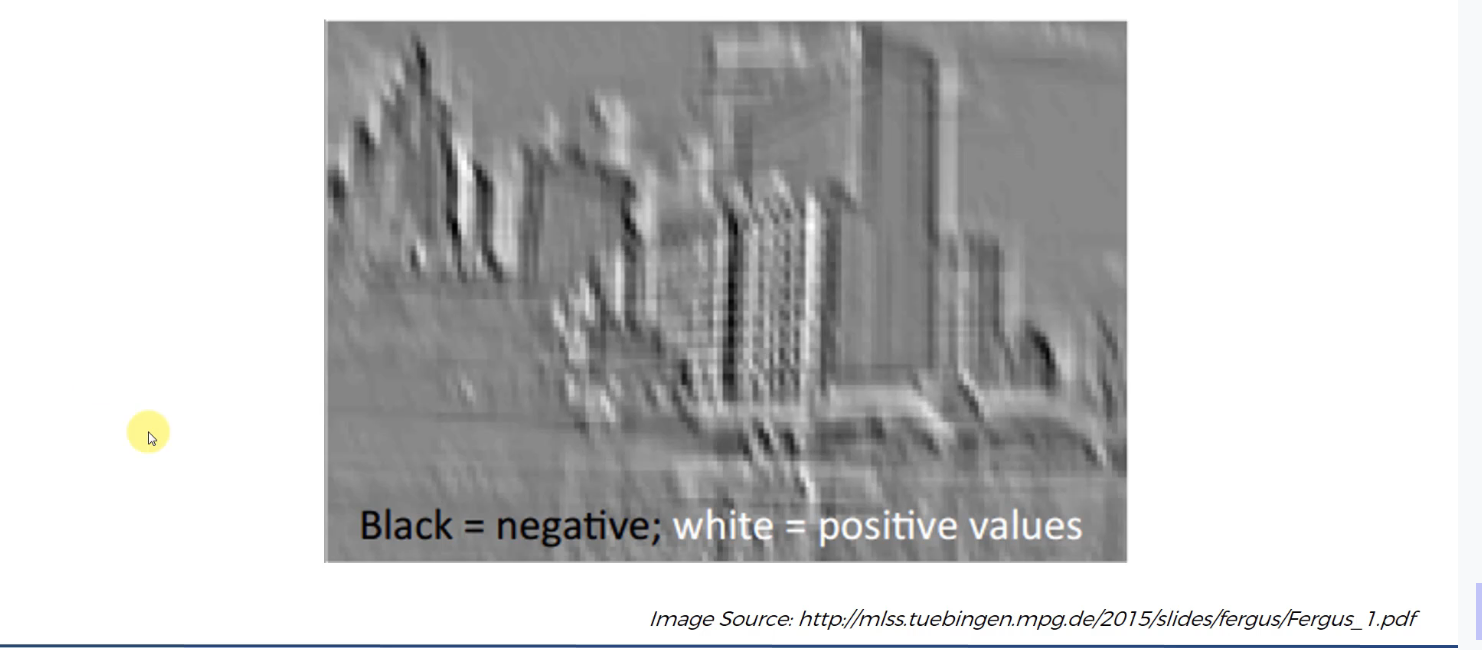 Black = negative; white = positive values
Image Source: http://mlss.tuebingen.mpg.de/2015/slides/fergus/Fergus_1.pdf